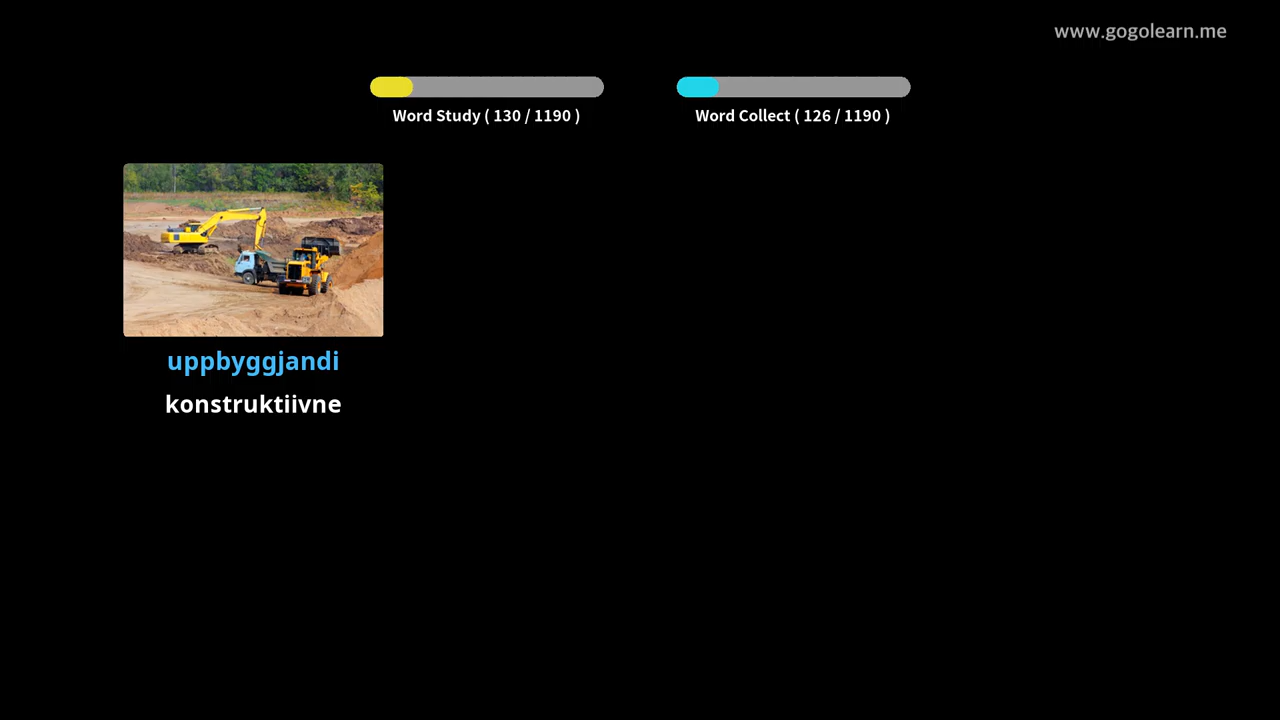 www.gogolearn.me
Word Study ( 130 / 1190 )
Word Collect ( 126 / 1190 )
uppbyggjandi
konstruktiivne